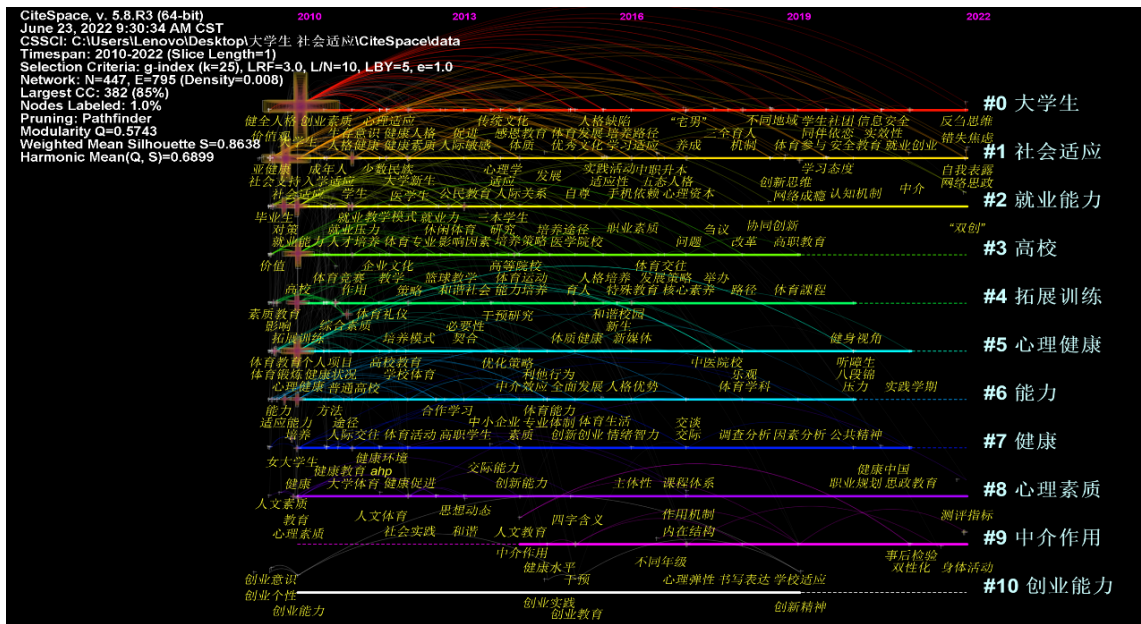 CiteSpace, v. 5.8.R3 (64-bit)
June 23, 2022 9:30:34 AM CST
CSSCI: C:\Users\Lenovo\Desktop\大学生 社会适应\CiteSpace\data
Timespan: 2010-2022 (Slice Length=1)
Selection Criteria: g-index (k=25), LRF=3.0, L/N=10, LBY=5, e=1.0
Network: N=447, E=795 (Density=0.008)
Largest CC: 382 (85%)
Nodes Labeled: 1.0%
Pruning: Pathfinder
Modularity Q=0.5743
Weighted Mean Silhouette S=0.8638
Harmonic Mean(Q, S)=0.6899
2010 2013 2016 2019 2022
#0 大学生
健全人格 创业素质 心理适应 传统文化 人格缺陷 "宅男" 不同地域 学生社团 信息安全 反刍思维
价值观 生存意识 健康人格 促进 感恩教育 体育发展 培养路径 三全育人 同伴依恋 实效性 错失焦虑
大学生 人格健康 健康素质 人际敏感 体质 优秀文化 学习适应 养成 机制 体育参与 安全教育 就业创业
#1 社会适应
亚健康 成年人 少数民族 心理学 实践活动 中职升本 学习态度 自我表露
社会支持 入学适应 大学新生 适应 发展 适应性 五态人格 创新思维 网络思政
社会适应 学生 医学生 公民教育 人际关系 自尊 手机依赖 心理资本 网络成瘾 认知机制 中介
#2 就业能力
毕业生 就业 教学模式 就业力 三本学生
对策 就业压力 休闲体育 研究 培养途径 职业素质 刍议 协同创新 "双创"
就业能力 人才培养 体育专业 影响因素 培养策略 医学院校 问题 改革 高职教育
#3 高校
价值 企业文化 高等院校 体育交往
体育竞赛 教学 篮球教学 体育运动 人格培养 发展策略 举办
高校 作用 策略 和谐社会 能力培养 育人 特殊教育 核心素养 路径 体育课程
#4 拓展训练
素质教育 体育礼仪 干预研究 和谐校园
影响 综合素质 必要性 新生
拓展训练 培养模式 契合 体质健康 新媒体 健身视角
#5 心理健康
体育教育 个人项目 高校教育 优化策略 中医院校 听障生
体育锻炼 健康状况 学校体育 利他行为 乐观 八段锦
心理健康 普通高校 中介效应 全面发展 人格优势 体育学科 压力 实践学期
#6 能力
能力 方法 合作学习 体育能力
适应能力 途径 中小企业 专业体制 体育生活 交谈
培养 人际交往 体育活动 高职学生 素质 创新创业 情绪智力 交际 调查分析 因素分析 公共精神
#7 健康
女大学生 健康环境
健康教育 ahp 交际能力 健康中国
健康 大学体育 健康促进 创新能力 主体性 课程体系 职业规划 思政教育
#8 心理素质
人文素质 思想动态
教育 人文体育 四字含义 作用机制 测评指标
心理素质 社会实践 和谐 人文教育 内在结构
#9 中介作用
中介作用 不同年级 事后检验
健康水平 双性化 身体活动
创业意识 干预 心理弹性 书写表达 学校适应
#10 创业能力
创业个性 创业实践 创新精神
创业能力 创业教育